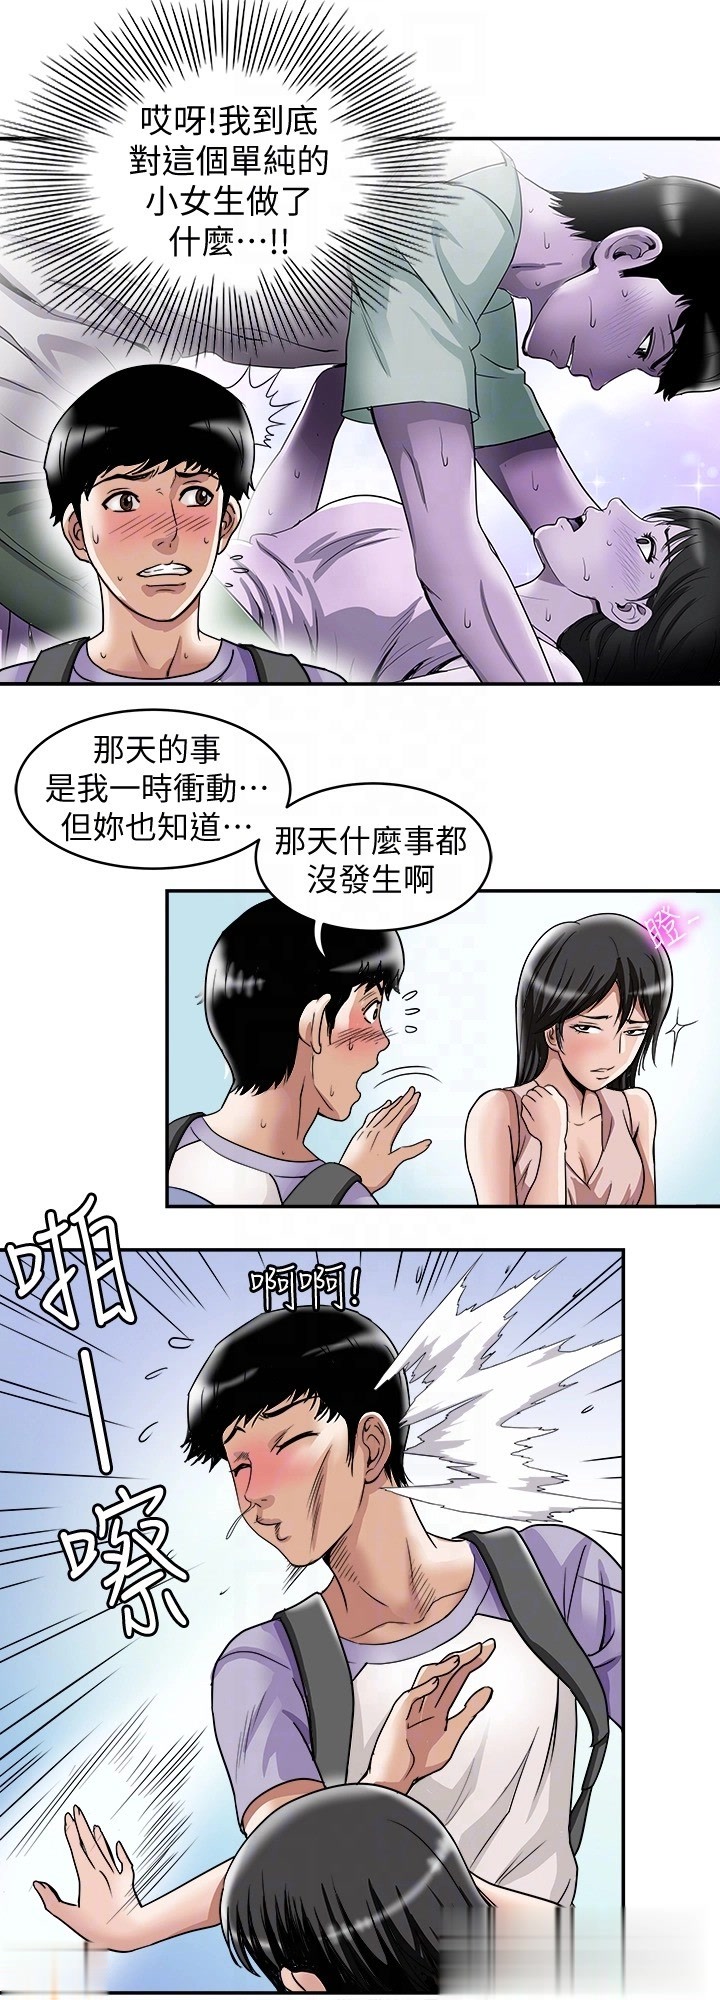 哎呀!我到底
對這個單純的
小女生做了
什麼⋯!!
那天的事
是我一時衝動⋯
但妳也知道⋯
那天什麼事都
沒發生啊
瞪~
啪ー
嚓
啊啊!